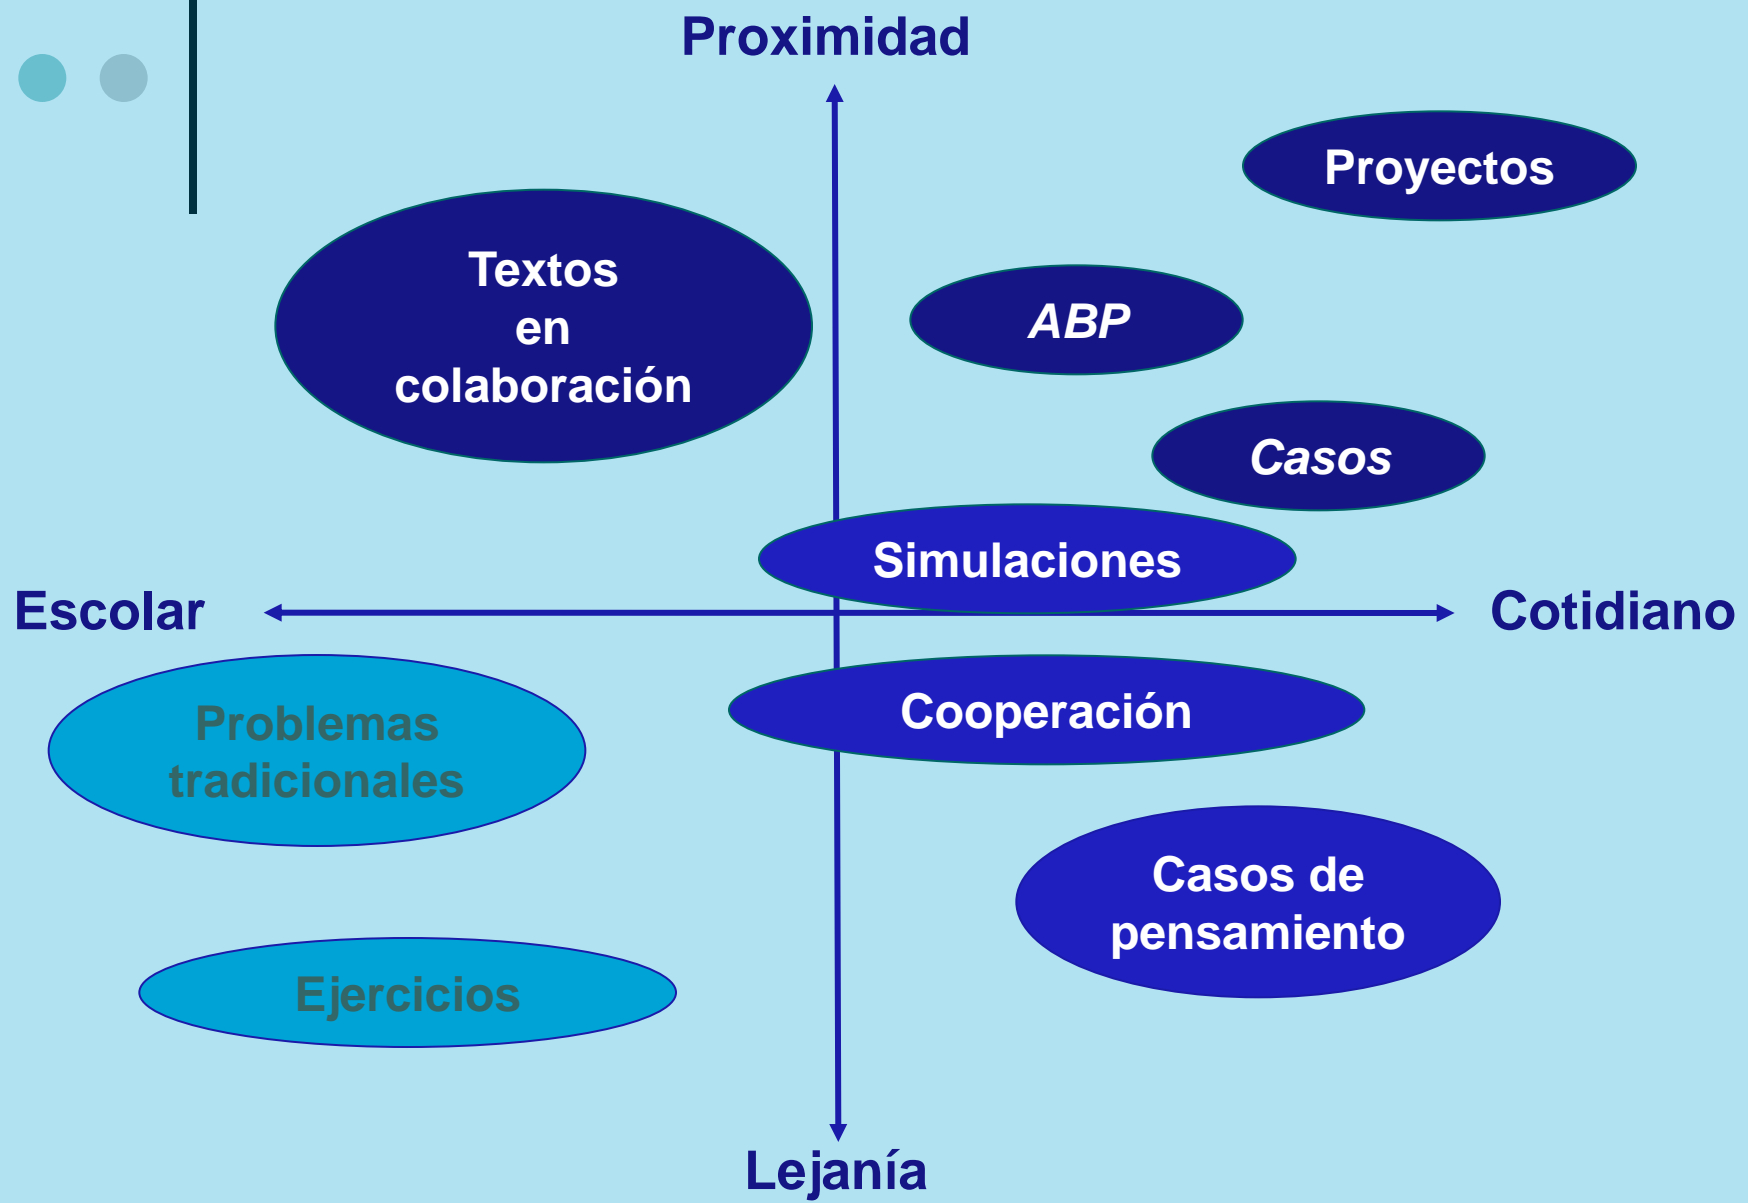 Proximidad
Proyectos
Textos
en
colaboración
ABP
Casos
Simulaciones
Escolar
Cotidiano
Problemas
tradicionales
Cooperación
Casos de
pensamiento
Ejercicios
Lejanía